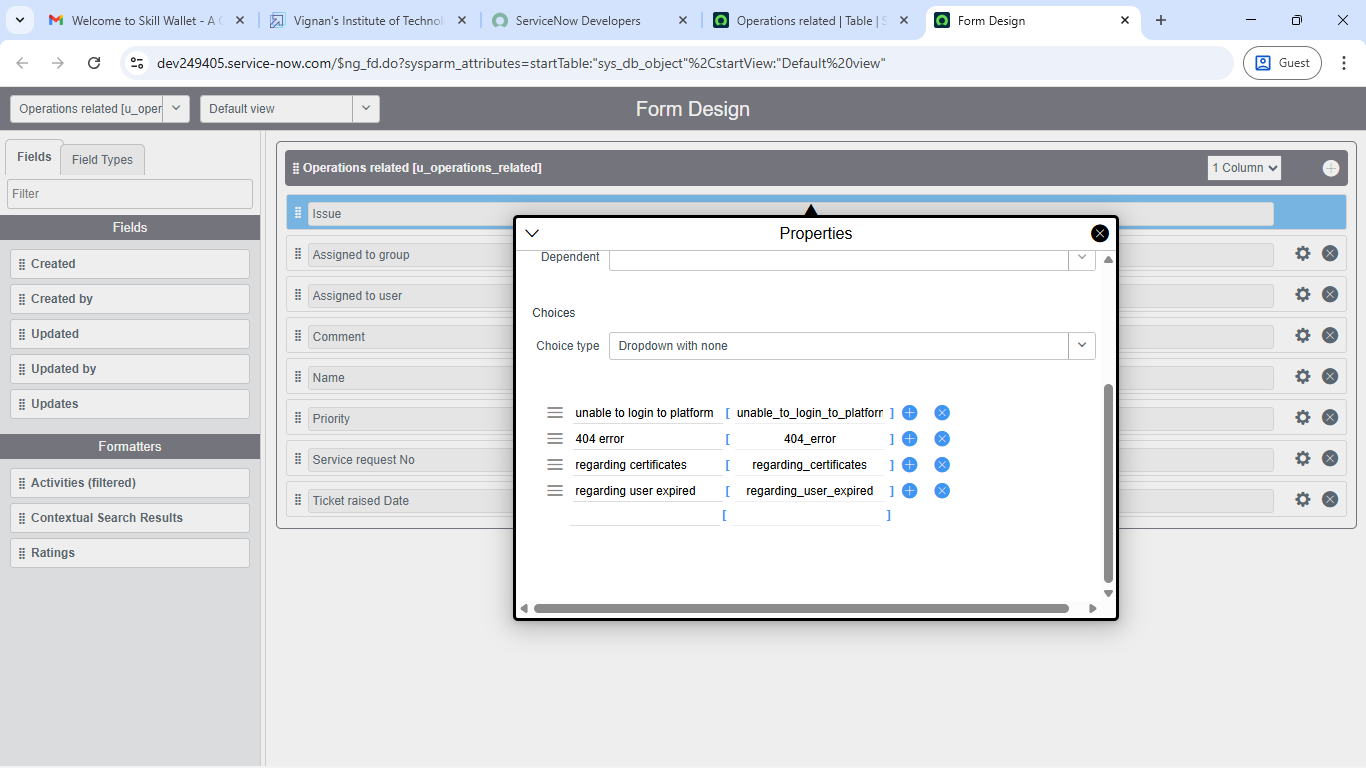 Welcome to Skill Wallet - A C
Vignan's Institute of Technol
ServiceNow Developers
Operations related | Table | S
Form Design
dev249405.service-now.com/$ng_fd.do?sysparm_attributes=startTable:"sys_db_object"%2CstartView:"Default%20view"
Guest
Operations related [u_oper
Default view
Form Design
Fields
Field Types
Filter
Fields
Created
Created by
Updated
Updated by
Updates
Formatters
Activities (filtered)
Contextual Search Results
Ratings
Operations related [u_operations_related]
1 Column
Issue
Assigned to group
Assigned to user
Comment
Name
Priority
Service request No
Ticket raised Date
Properties
Dependent
Choices
Choice type Dropdown with none
unable to login to platform [ unable_to_login_to_platforr ]
404 error [ 404_error ]
regarding certificates [ regarding_certificates ]
regarding user expired [ regarding_user_expired ]
[ ]